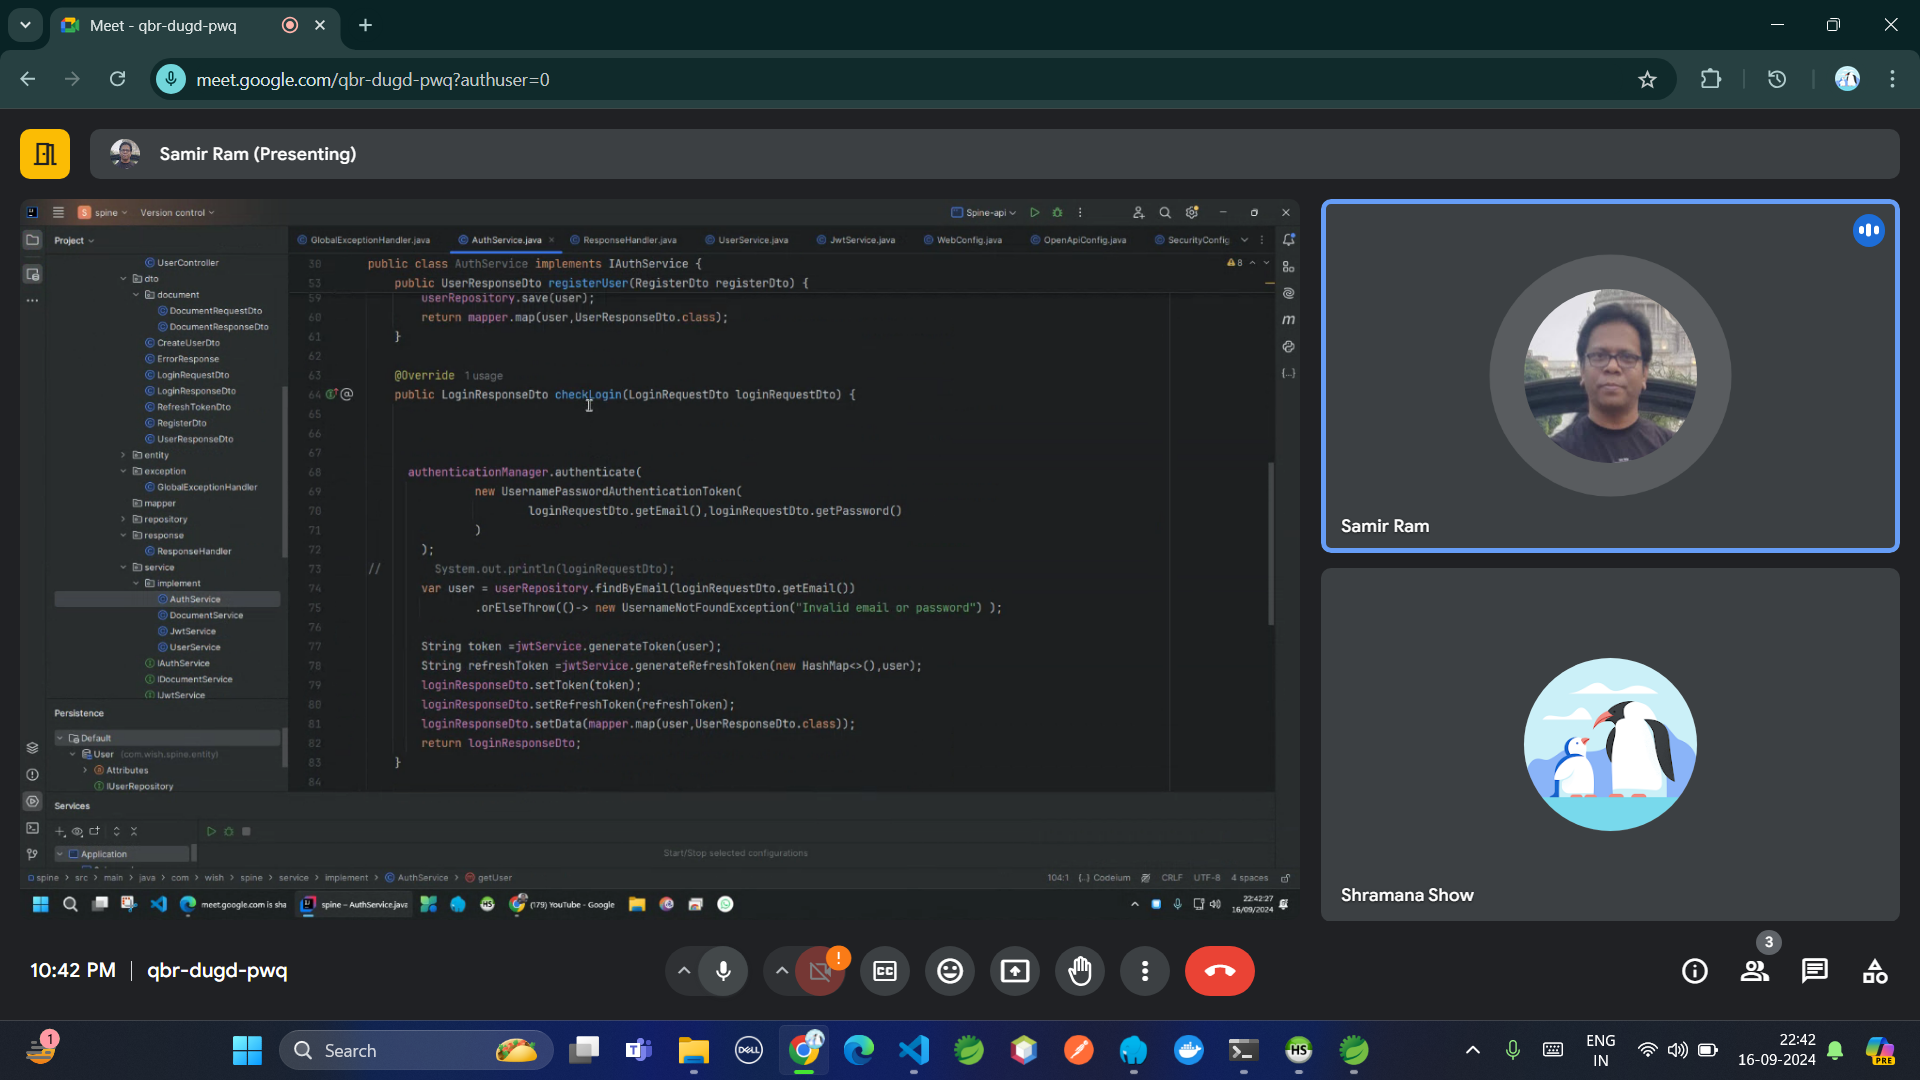 Meet - qbr-dugd-pwq
meet.google.com/qbr-dugd-pwq?authuser=0
Samir Ram (Presenting)
S spine
Version control
Spine-api
Project
GlobalExceptionHandler.java
AuthService.java
ResponseHandler.java
UserService.java
JwtService.java
WebConfig.java
OpenApiConfig.java
SecurityConfig
UserController
dto
document
DocumentRequestDto
DocumentResponseDto
CreateUserDto
ErrorResponse
LoginRequestDto
LoginResponseDto
RefreshTokenDto
RegisterDto
UserResponseDto
entity
exception
GlobalExceptionHandler
mapper
repository
response
ResponseHandler
service
implement
AuthService
DocumentService
JwtService
UserService
IAuthService
IDocumentService
IJwtService
Persistence
Default
User (com.wish.spine.entity)
Attributes
IUserRepository
30 public class AuthService implements IAuthService {
8
53 public UserResponseDto registerUser(RegisterDto registerDto) {
59 userRepository.save(user);
60 return mapper.map(user,UserResponseDto.class);
61 }
62
63 @Override 1 usage
64 public LoginResponseDto checkLogin(LoginRequestDto loginRequestDto) {
65
66
67
68 authenticationManager.authenticate(
69 new UsernamePasswordAuthenticationToken(
70 loginRequestDto.getEmail(),loginRequestDto.getPassword()
71 )
72 );
73 // System.out.println(loginRequestDto);
74 var user = userRepository.findByEmail(loginRequestDto.getEmail())
75 .orElseThrow(()-> new UsernameNotFoundException("Invalid email or password") );
76
77 String token =jwtService.generateToken(user);
78 String refreshToken =jwtService.generateRefreshToken(new HashMap<>(),user);
79 loginResponseDto.setToken(token);
80 loginResponseDto.setRefreshToken(refreshToken);
81 loginResponseDto.setData(mapper.map(user,UserResponseDto.class));
82 return loginResponseDto;
83 }
84
Services
Application
Start/Stop selected configurations
spine > src > main > java > com > wish > spine > service > implement > AuthService > getUser
104:1 {..} Codeium CRLF UTF-8 4 spaces
meet.google.com is sha
spine – AuthService.java
(179) YouTube - Google
22:42:27
16/09/2024
Samir Ram
Shramana Show
10:42 PM | qbr-dugd-pwq
3
1
Search
DELL
HS
ENG
IN
22:42
16-09-2024
PRE